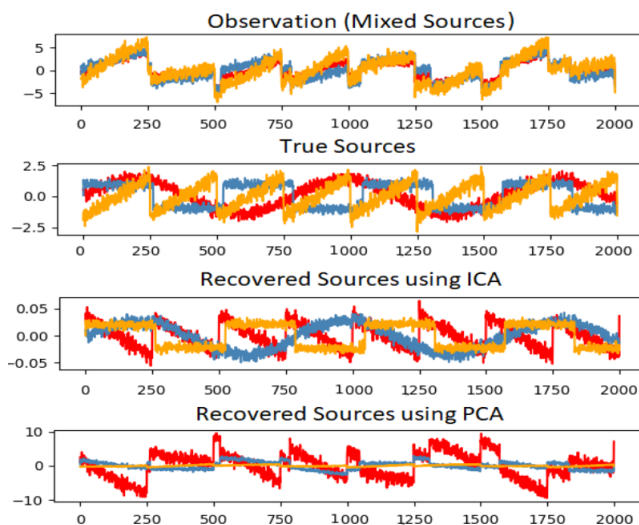 Observation (Mixed Sources)
5
0
−5
0 250 500 750 1000 1250 1500 1750 2000
True Sources
2.5
0.0
−2.5
0 250 500 750 1000 1250 1500 1750 2000
Recovered Sources using ICA
0.05
0.00
−0.05
0 250 500 750 1000 1250 1500 1750 2000
Recovered Sources using PCA
10
0
−10
0 250 500 750 1000 1250 1500 1750 2000